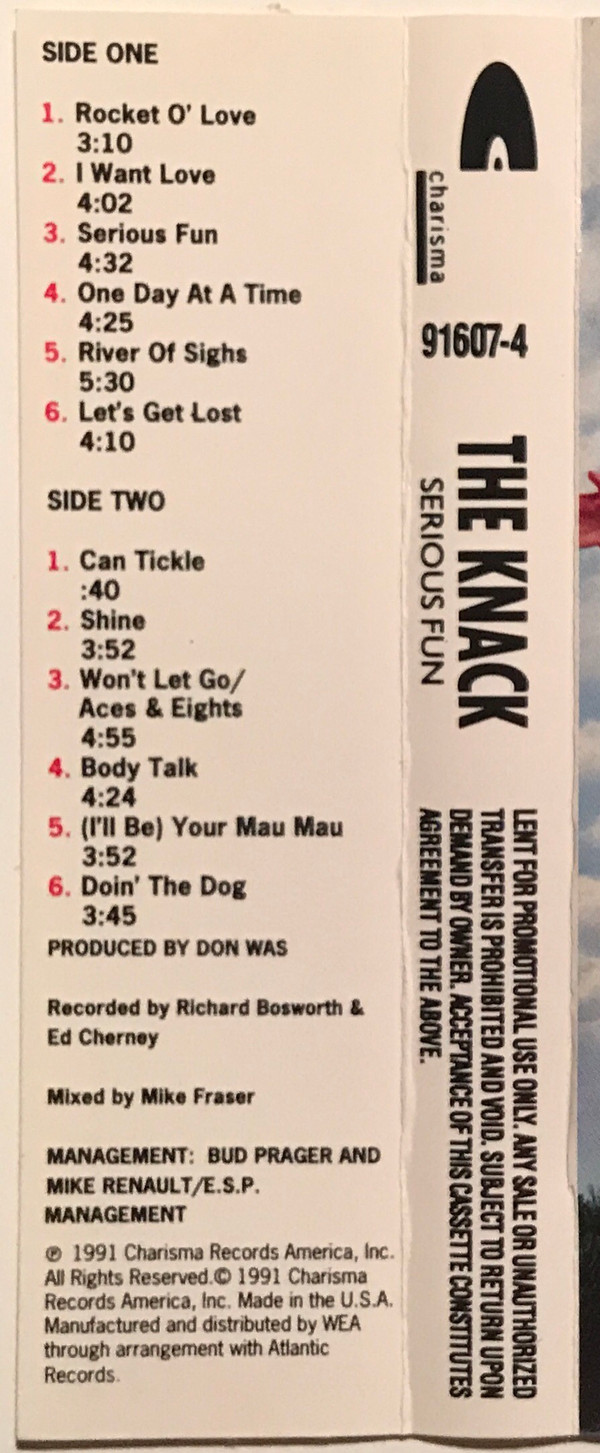 SIDE ONE
1. Rocket O' Love
3:10
2. I Want Love
4:02
3. Serious Fun
4:32
4. One Day At A Time
4:25
5. River Of Sighs
5:30
6. Let's Get Lost
4:10
SIDE TWO
1. Can Tickle
:40
2. Shine
3:52
3. Won't Let Go/
Aces & Eights
4:55
4. Body Talk
4:24
5. (I'll Be) Your Mau Mau
3:52
6. Doin' The Dog
3:45
PRODUCED BY DON WAS
Recorded by Richard Bosworth &
Ed Cherney
Mixed by Mike Fraser
MANAGEMENT: BUD PRAGER AND
MIKE RENAULT/E.S.P.
MANAGEMENT
℗ 1991 Charisma Records America, Inc.
All Rights Reserved.© 1991 Charisma
Records America, Inc. Made in the U.S.A.
Manufactured and distributed by WEA
through arrangement with Atlantic
Records.
charisma
91607-4
THE KNACK
SERIOUS FUN
LENT FOR PROMOTIONAL USE ONLY. ANY SALE OR UNAUTHORIZED
TRANSFER IS PROHIBITED AND VOID. SUBJECT TO RETURN UPON
DEMAND BY OWNER. ACCEPTANCE OF THIS CASSETTE CONSTITUTES
AGREEMENT TO THE ABOVE.